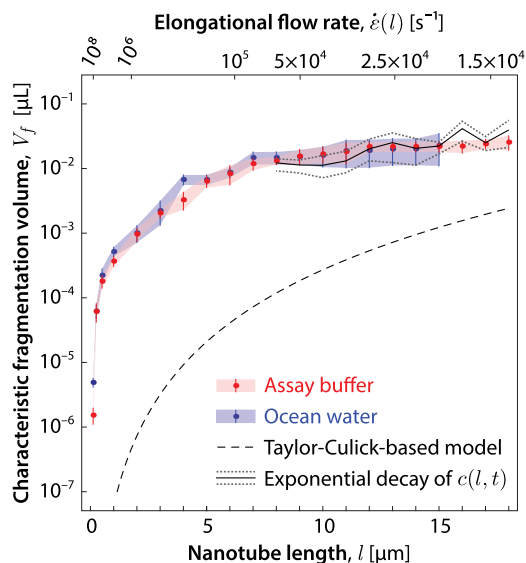 Elongational flow rate, ε̇(l) [s⁻¹]
10⁸ 10⁶ 10⁵ 5×10⁴ 2.5×10⁴ 1.5×10⁴
Characteristic fragmentation volume, V_f [µL]
10⁻¹
10⁻²
10⁻³
10⁻⁴
10⁻⁵
10⁻⁶
10⁻⁷
Assay buffer
Ocean water
Taylor-Culick-based model
Exponential decay of c(l, t)
0 5 10 15
Nanotube length, l [µm]